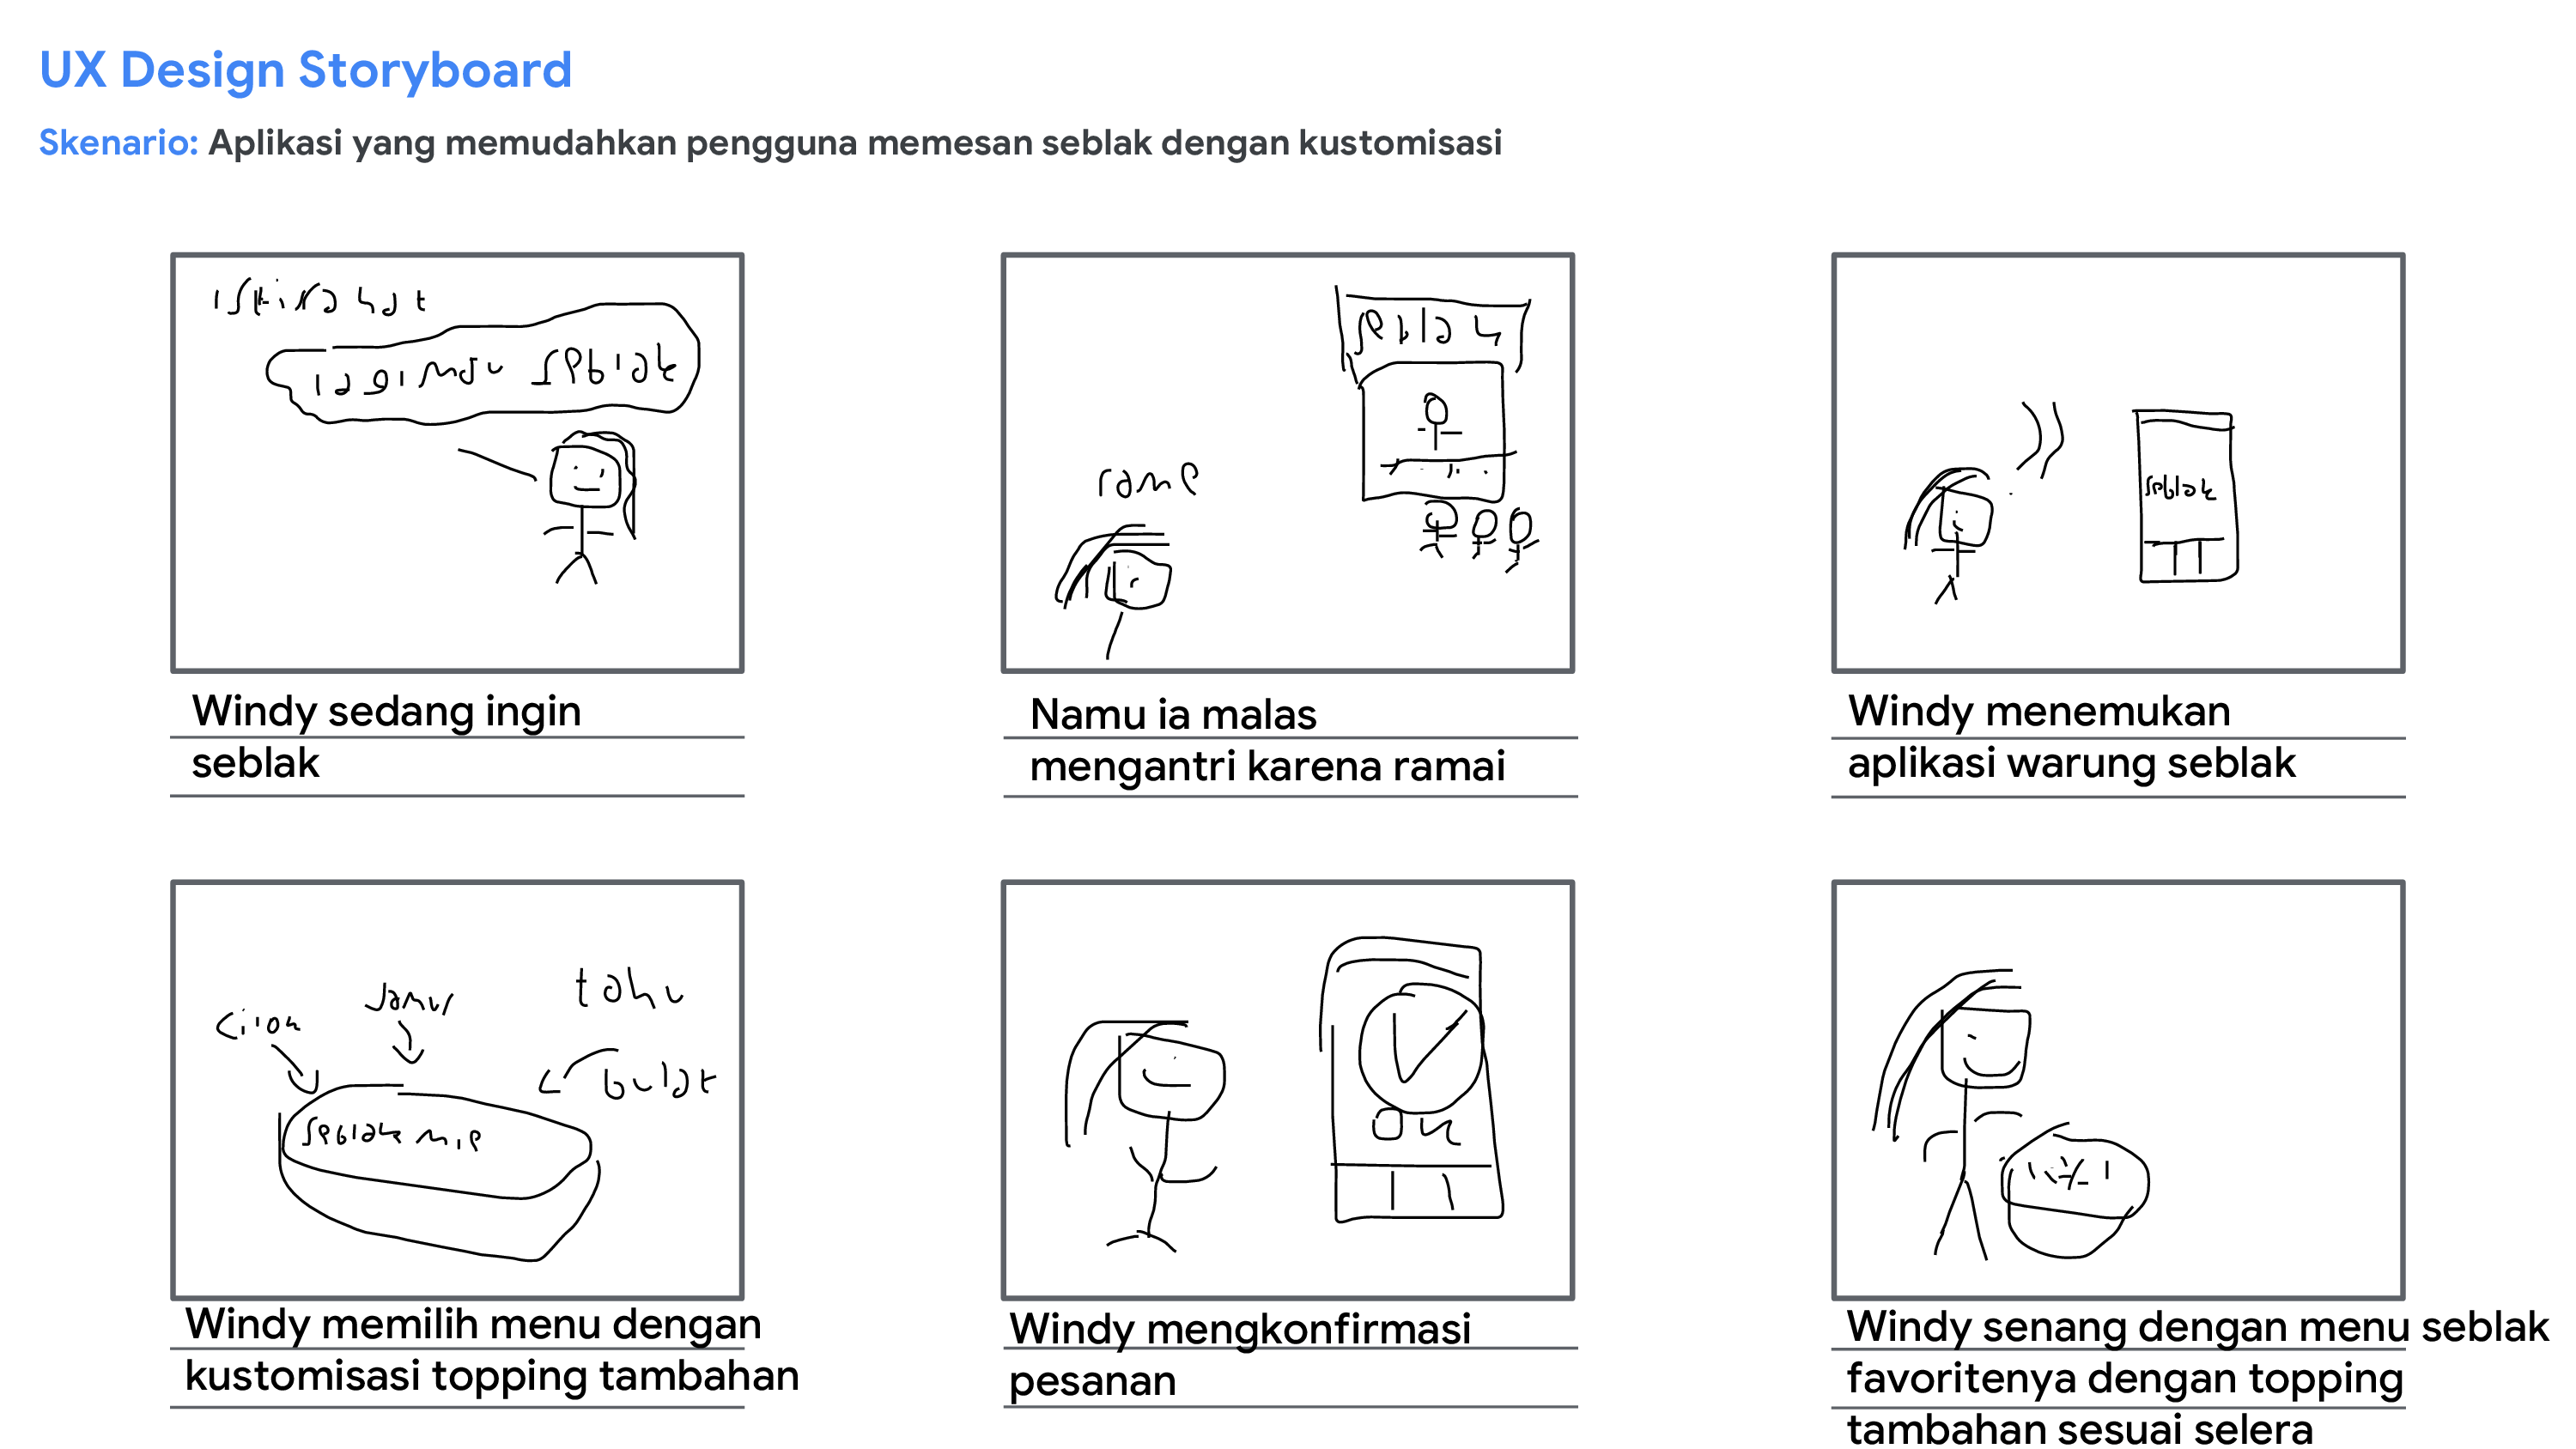 UX Design Storyboard
Skenario: Aplikasi yang memudahkan pengguna memesan seblak dengan kustomisasi
istirahat
lagi mau seblak
Windy sedang ingin
seblak
seblak
rame
Namu ia malas
mengantri karena ramai
seblak
Windy menemukan
aplikasi warung seblak
cilok
jamur
tahu
bulat
seblak mie
Windy memilih menu dengan
kustomisasi topping tambahan
OK
Windy mengkonfirmasi
pesanan
Windy senang dengan menu seblak
favoritenya dengan topping
tambahan sesuai selera